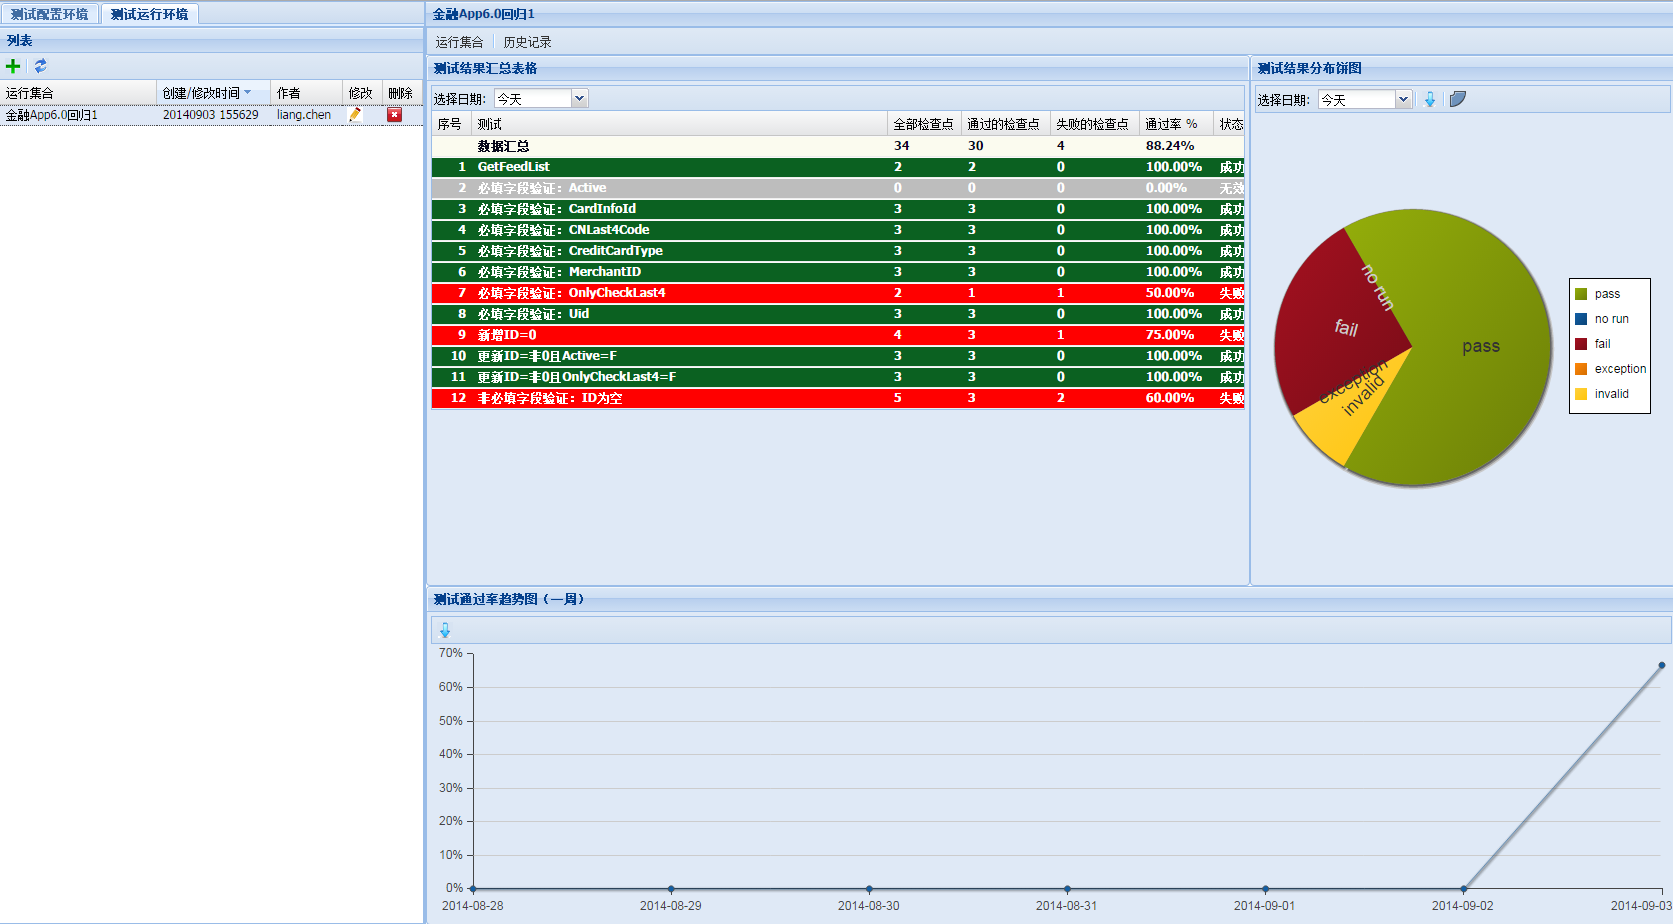 测试配置环境 测试运行环境
列表
运行集合 创建/修改时间 作者 修改 删除
金融App6.0回归1 20140903 155629 liang.chen
金融App6.0回归1
运行集合 历史记录
测试结果汇总表格
选择日期: 今天
序号 测试 全部检查点 通过的检查点 失败的检查点 通过率 % 状态
数据汇总 34 30 4 88.24%
1 GetFeedList 2 2 0 100.00% 成功
2 必填字段验证: Active 0 0 0 0.00% 无效
3 必填字段验证: CardInfoId 3 3 0 100.00% 成功
4 必填字段验证: CNLast4Code 3 3 0 100.00% 成功
5 必填字段验证: CreditCardType 3 3 0 100.00% 成功
6 必填字段验证: MerchantID 3 3 0 100.00% 成功
7 必填字段验证: OnlyCheckLast4 2 1 1 50.00% 失败
8 必填字段验证: Uid 3 3 0 100.00% 成功
9 新增ID=0 4 3 1 75.00% 失败
10 更新ID=非0且Active=F 3 3 0 100.00% 成功
11 更新ID=非0且OnlyCheckLast4=F 3 3 0 100.00% 成功
12 非必填字段验证: ID为空 5 3 2 60.00% 失败
测试结果分布饼图
选择日期: 今天
no run
fail
pass
exception
invalid
pass
no run
fail
exception
invalid
测试通过率趋势图（一周）
70%
60%
50%
40%
30%
20%
10%
0%
2014-08-28 2014-08-29 2014-08-30 2014-08-31 2014-09-01 2014-09-02 2014-09-03